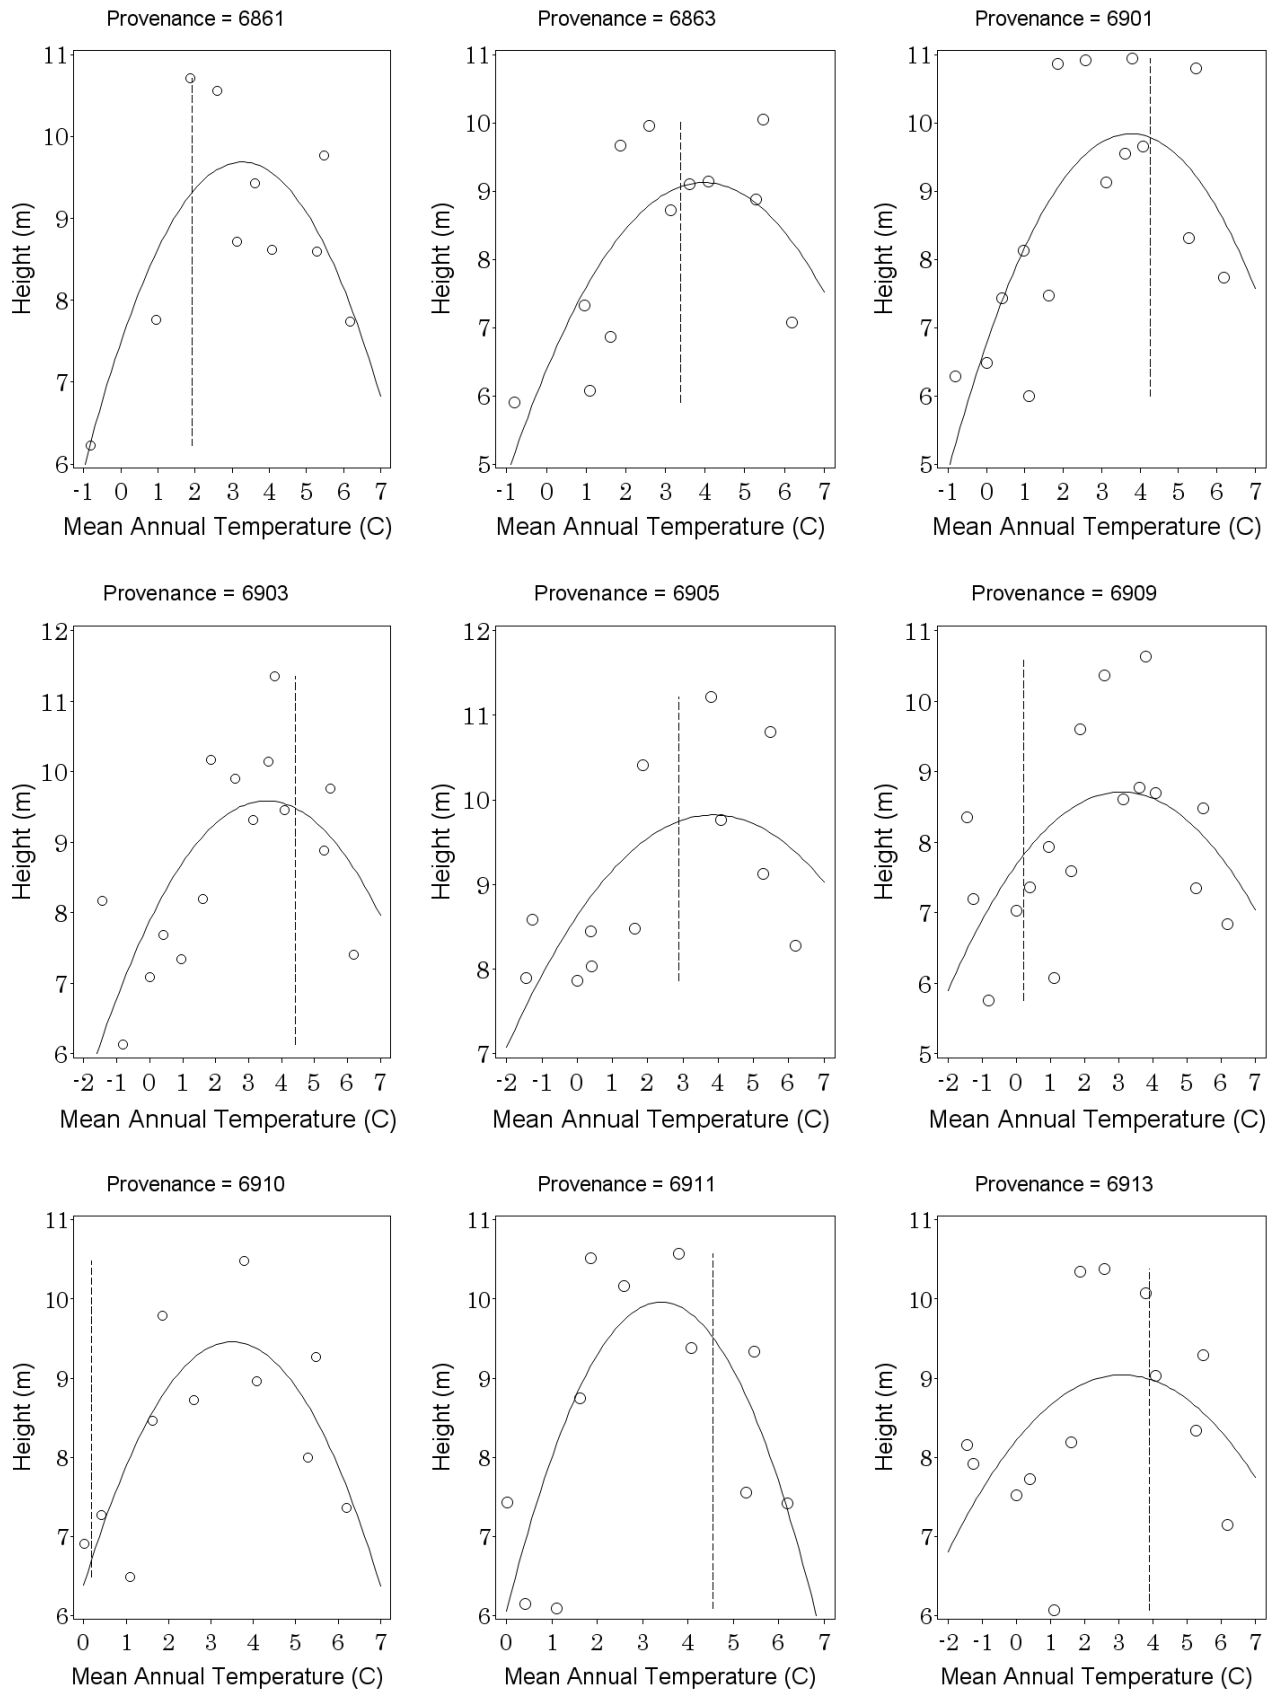 Provenance = 6861
11
10
9
8
7
6
Height (m)
-1 0 1 2 3 4 5 6 7
Mean Annual Temperature (C)
Provenance = 6863
11
10
9
8
7
6
5
Height (m)
-1 0 1 2 3 4 5 6 7
Mean Annual Temperature (C)
Provenance = 6901
11
10
9
8
7
6
5
Height (m)
-1 0 1 2 3 4 5 6 7
Mean Annual Temperature (C)
Provenance = 6903
12
11
10
9
8
7
6
Height (m)
-2 -1 0 1 2 3 4 5 6 7
Mean Annual Temperature (C)
Provenance = 6905
12
11
10
9
8
7
Height (m)
-2 -1 0 1 2 3 4 5 6 7
Mean Annual Temperature (C)
Provenance = 6909
11
10
9
8
7
6
5
Height (m)
-2 -1 0 1 2 3 4 5 6 7
Mean Annual Temperature (C)
Provenance = 6910
11
10
9
8
7
6
Height (m)
0 1 2 3 4 5 6 7
Mean Annual Temperature (C)
Provenance = 6911
11
10
9
8
7
6
Height (m)
0 1 2 3 4 5 6 7
Mean Annual Temperature (C)
Provenance = 6913
11
10
9
8
7
6
Height (m)
-2 -1 0 1 2 3 4 5 6 7
Mean Annual Temperature (C)